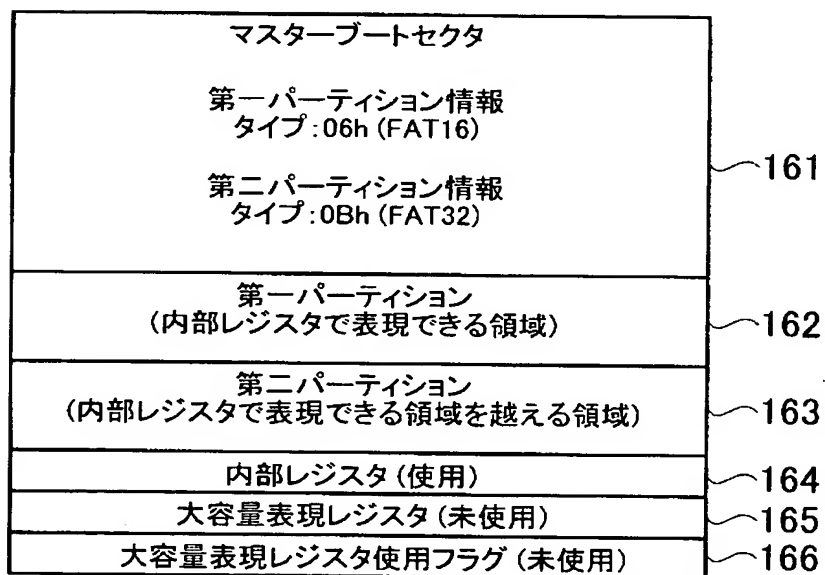 マスターブートセクタ
第一パーティション情報
タイプ:06h (FAT16)
第二パーティション情報
タイプ:0Bh (FAT32)
161
第一パーティション
(内部レジスタで表現できる領域)
162
第二パーティション
(内部レジスタで表現できる領域を越える領域)
163
内部レジスタ(使用)
164
大容量表現レジスタ(未使用)
165
大容量表現レジスタ使用フラグ(未使用)
166